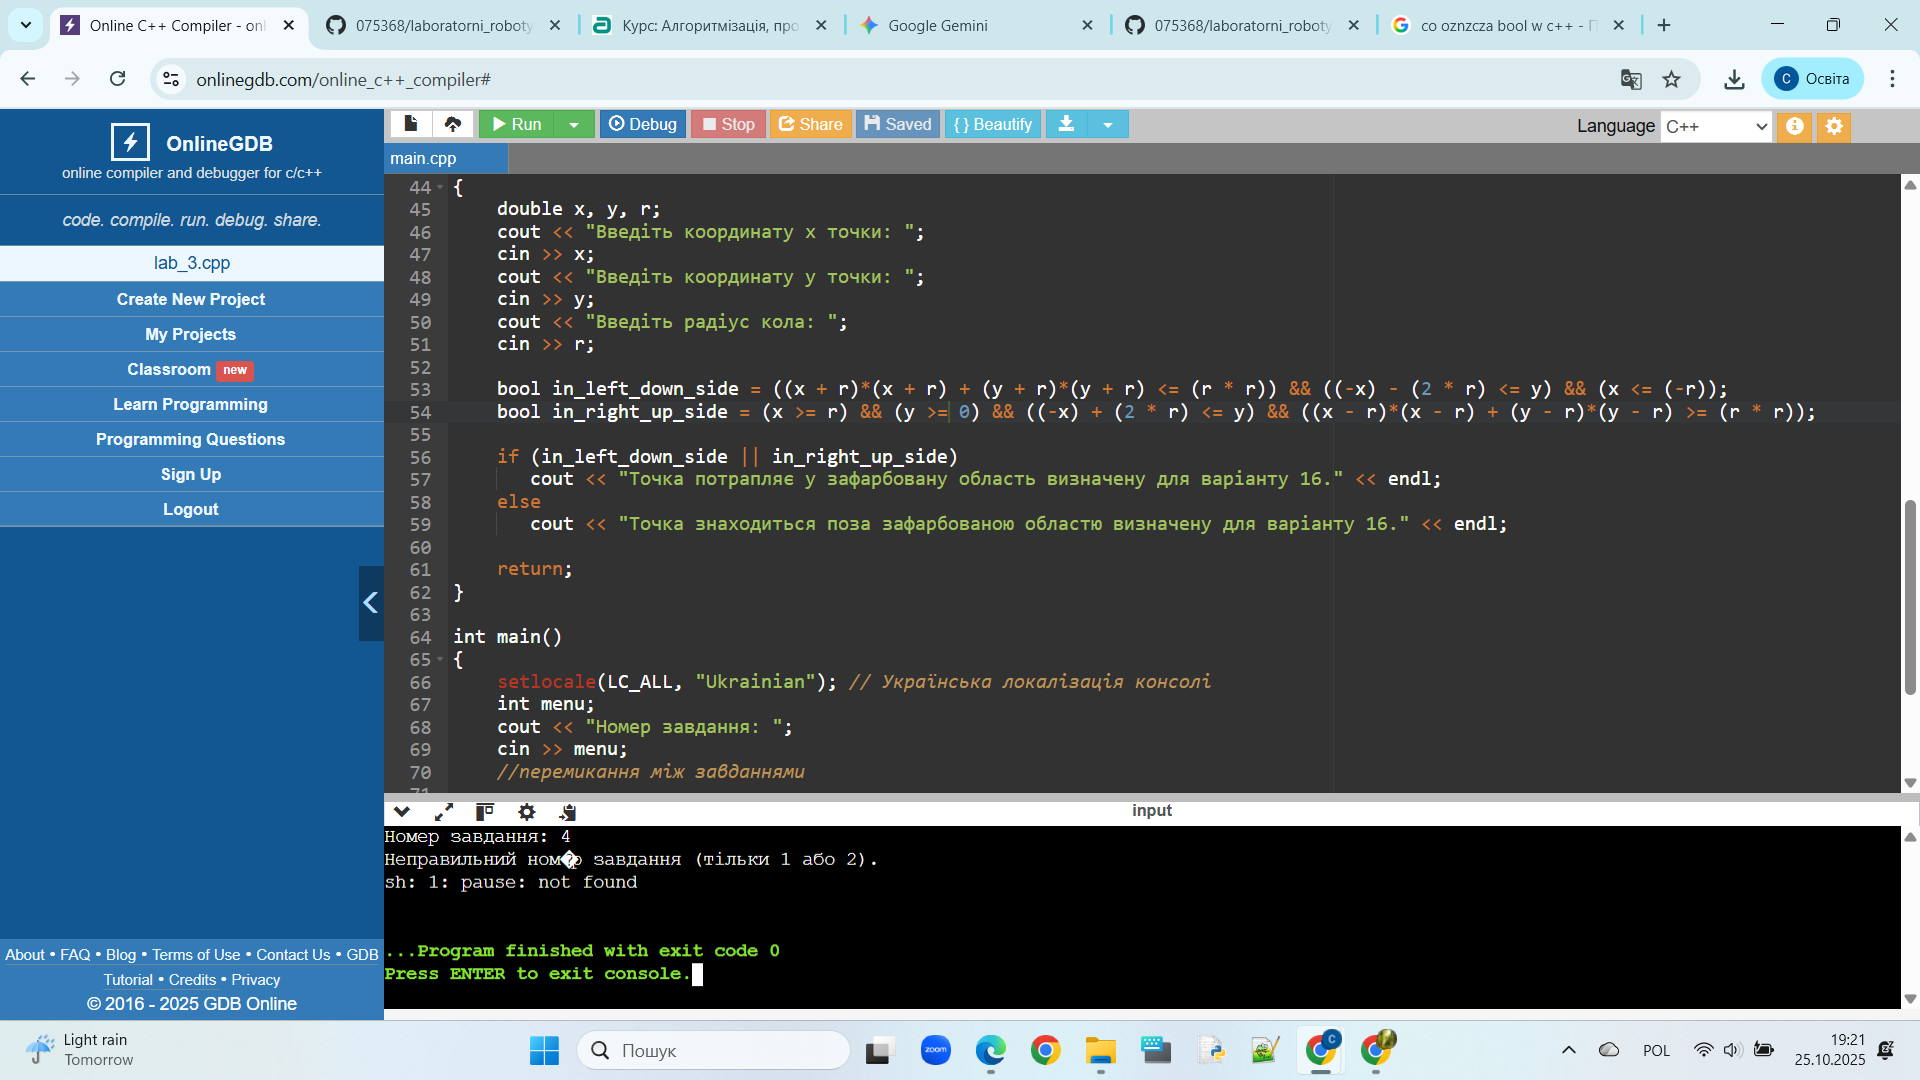 Online C++ Compiler - onl
075368/laboratorni_roboty
Курс: Алгоритмізація, про
Google Gemini
075368/laboratorni_roboty
co oznzcza bool w c++ - П
onlinegdb.com/online_c++_compiler#
C Освіта
OnlineGDB
online compiler and debugger for c/c++
code. compile. run. debug. share.
lab_3.cpp
Create New Project
My Projects
Classroom new
Learn Programming
Programming Questions
Sign Up
Logout
About • FAQ • Blog • Terms of Use • Contact Us • GDB
Tutorial • Credits • Privacy
© 2016 - 2025 GDB Online
Run
Debug
Stop
Share
Saved
{ } Beautify
Language C++
main.cpp
44 {
45 double x, y, r;
46 cout << "Введіть координату x точки: ";
47 cin >> x;
48 cout << "Введіть координату y точки: ";
49 cin >> y;
50 cout << "Введіть радіус кола: ";
51 cin >> r;
52
53 bool in_left_down_side = ((x + r)*(x + r) + (y + r)*(y + r) <= (r * r)) && ((-x) - (2 * r) <= y) && (x <= (-r));
54 bool in_right_up_side = (x >= r) && (y >= 0) && ((-x) + (2 * r) <= y) && ((x - r)*(x - r) + (y - r)*(y - r) >= (r * r));
55
56 if (in_left_down_side || in_right_up_side)
57 cout << "Точка потрапляє у зафарбовану область визначену для варіанту 16." << endl;
58 else
59 cout << "Точка знаходиться поза зафарбованою областю визначену для варіанту 16." << endl;
60
61 return;
62 }
63
64 int main()
65 {
66 setlocale(LC_ALL, "Ukrainian"); // Українська локалізація консолі
67 int menu;
68 cout << "Номер завдання: ";
69 cin >> menu;
70 //перемикання між завданнями
71
input
Номер завдання: 4
Неправильний ном�р завдання (тільки 1 або 2).
sh: 1: pause: not found
...Program finished with exit code 0
Press ENTER to exit console.
Light rain
Tomorrow
Пошук
zoom
C
POL
19:21
25.10.2025